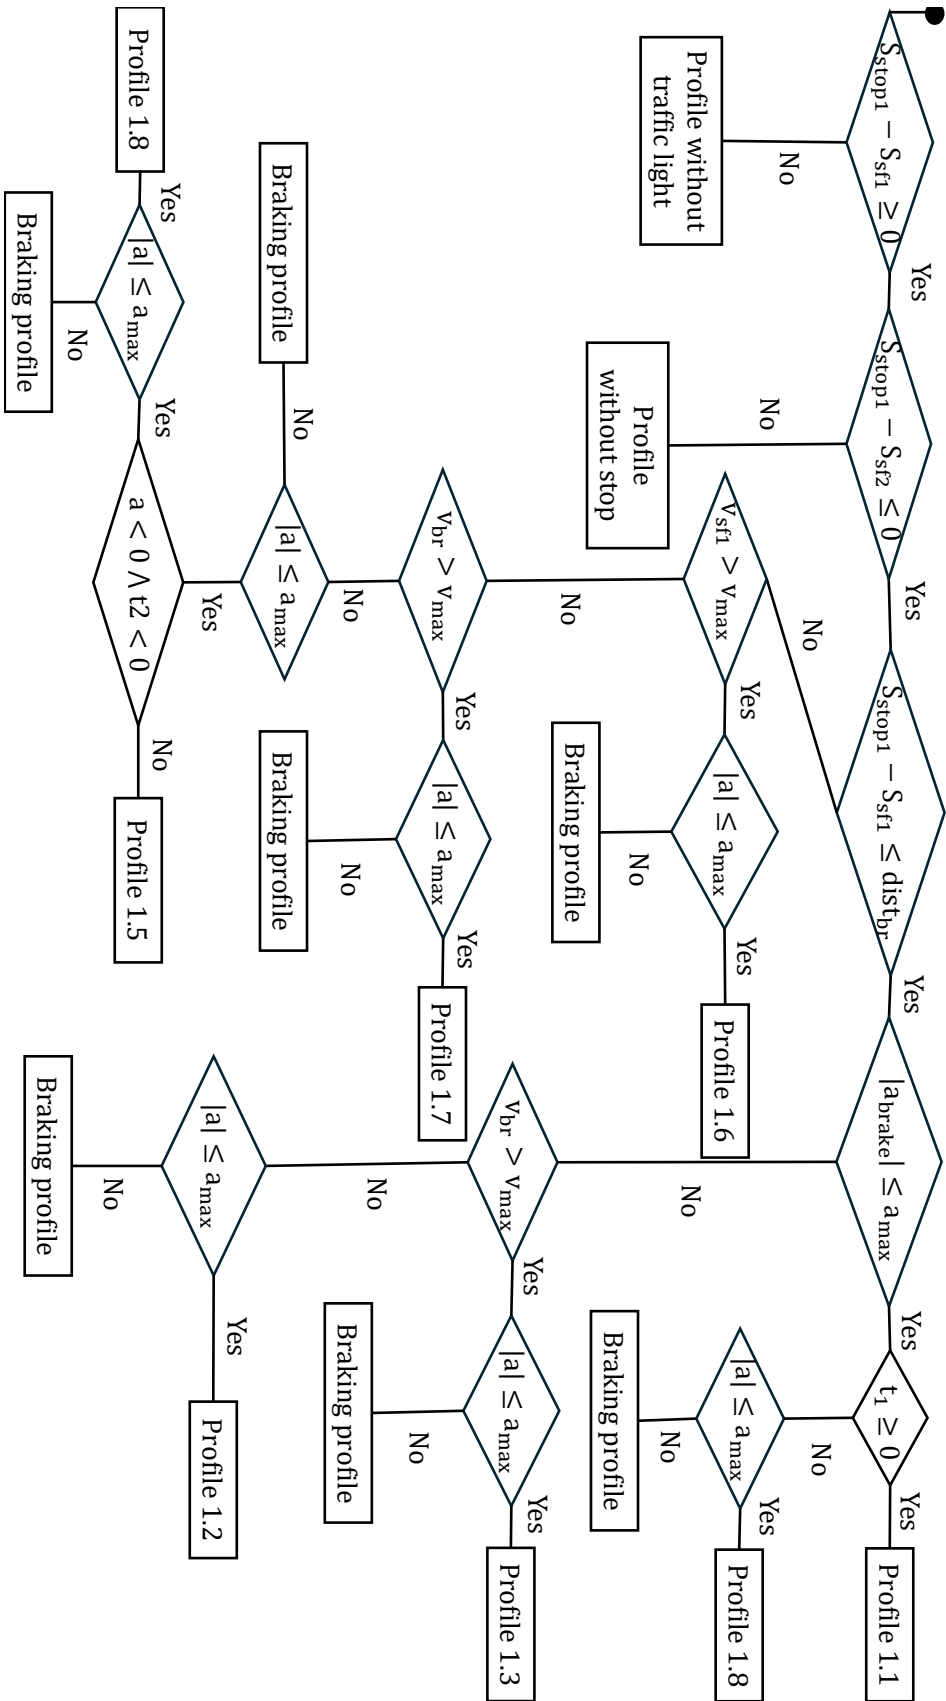 S_stop1 − S_sf1 ≥ 0
Yes
S_stop1 − S_sf2 ≤ 0
Yes
S_stop1 − S_sf1 ≤ dist_br
Yes
|a_brake| ≤ a_max
Yes
t_1 ≥ 0
Yes
Profile 1.1
No
Profile without
traffic light
No
Profile
without stop
No
v_sf1 > v_max
Yes
|a| ≤ a_max
Yes
Profile 1.6
No
Braking profile
No
|a| ≤ a_max
Yes
Profile 1.8
No
Braking profile
No
v_br > v_max
Yes
|a| ≤ a_max
Yes
Profile 1.7
No
Braking profile
No
v_br > v_max
Yes
|a| ≤ a_max
Yes
Profile 1.3
No
Braking profile
No
|a| ≤ a_max
No
Braking profile
Yes
No
|a| ≤ a_max
Yes
Profile 1.2
No
Braking profile
Profile 1.8
Yes
|a| ≤ a_max
Yes
a < 0 ∧ t2 < 0
No
Profile 1.5
No
Braking profile